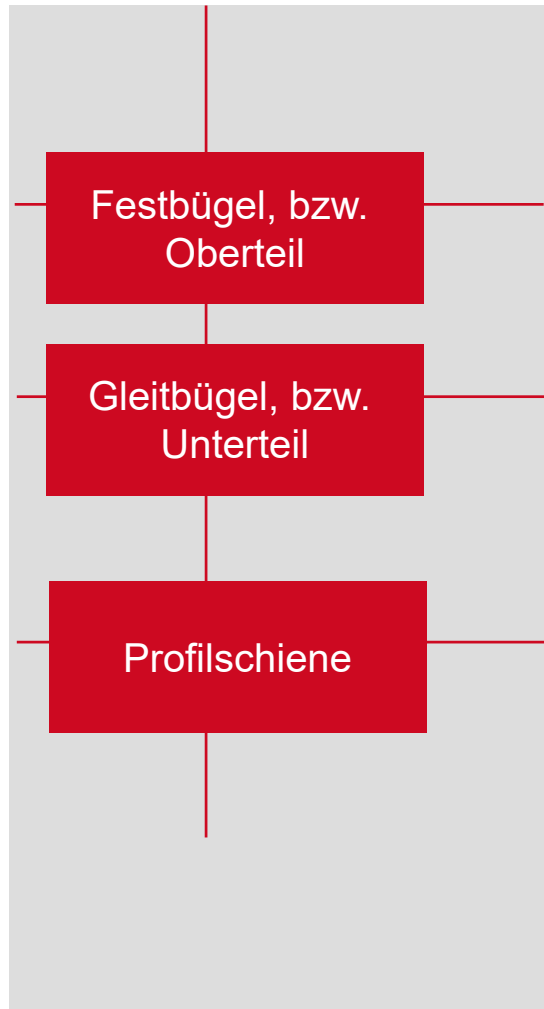 Festbügel, bzw.
Oberteil
Gleitbügel, bzw.
Unterteil
Profilschiene